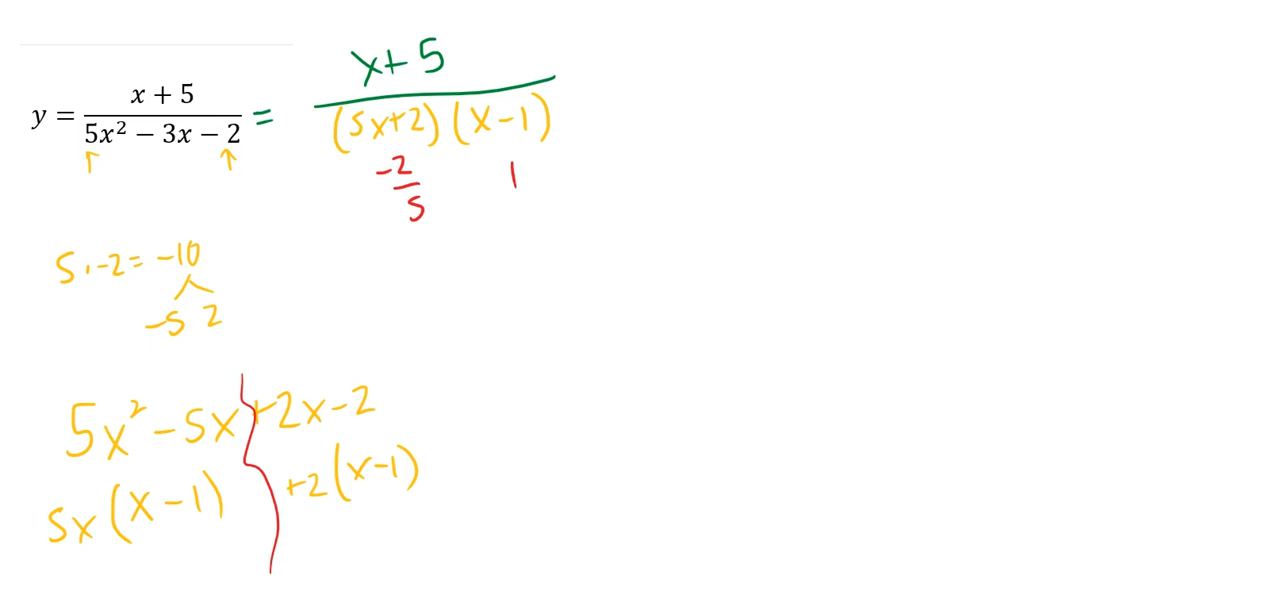 y = (x + 5)/(5x² − 3x − 2) = (x+5)/((5x+2)(x-1))
-2/5 1
5·-2 = -10
-5 2
5x² - 5x + 2x - 2
5x(x-1) +2(x-1)